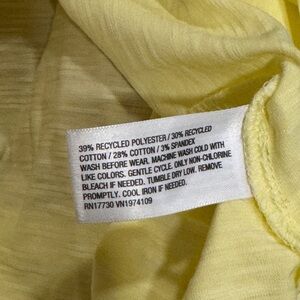 39% RECYCLED POLYESTER / 30% RECYCLED
COTTON / 28% COTTON / 3% SPANDEX
WASH BEFORE WEAR. MACHINE WASH COLD WITH
LIKE COLORS. GENTLE CYCLE. ONLY NON-CHLORINE
BLEACH IF NEEDED. TUMBLE DRY LOW. REMOVE
PROMPTLY. COOL IRON IF NEEDED.
RN17730 VN1974109